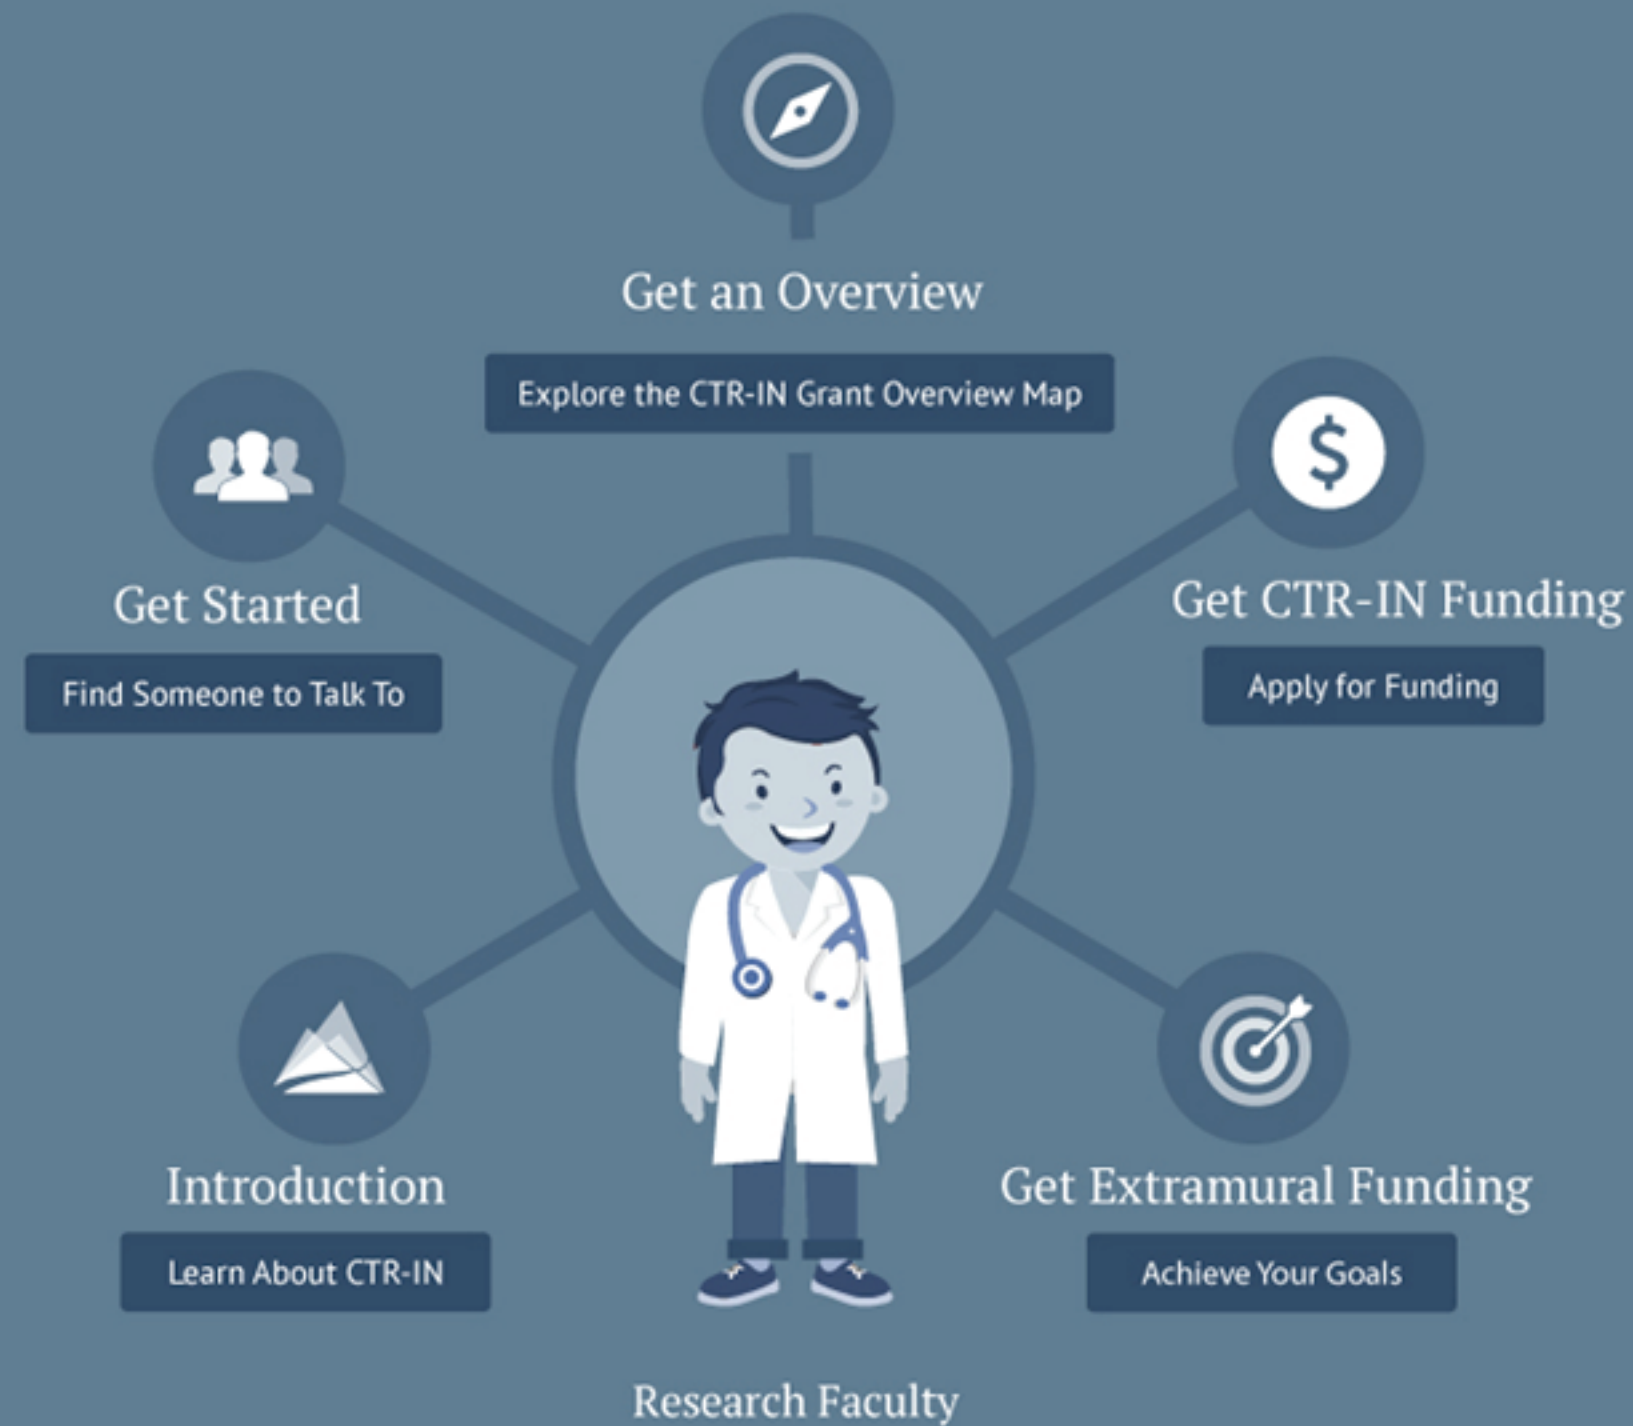 Get an Overview
Explore the CTR-IN Grant Overview Map
$
Get Started
Find Someone to Talk To
Get CTR-IN Funding
Apply for Funding
Introduction
Learn About CTR-IN
Get Extramural Funding
Achieve Your Goals
Research Faculty